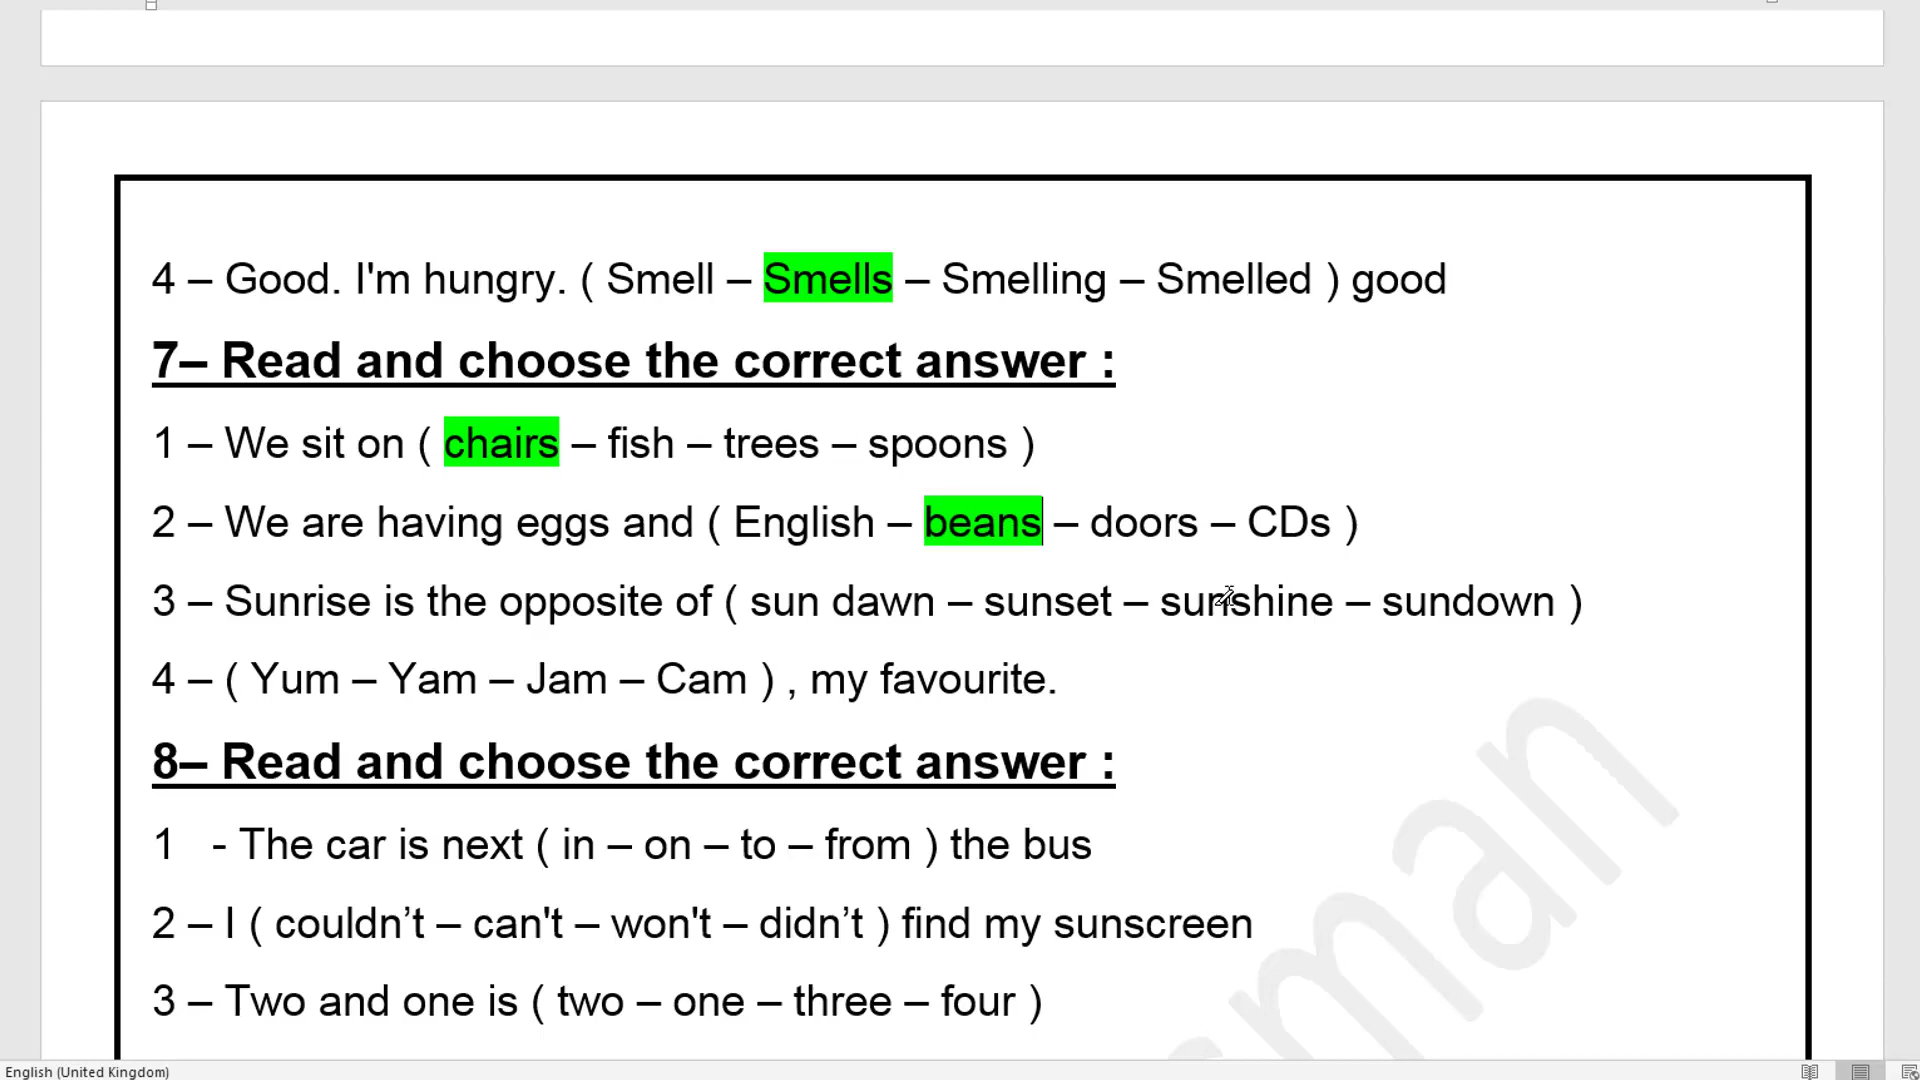 4 – Good. I'm hungry. ( Smell – Smells – Smelling – Smelled ) good
7– Read and choose the correct answer :
1 – We sit on ( chairs – fish – trees – spoons )
2 – We are having eggs and ( English – beans – doors – CDs )
3 – Sunrise is the opposite of ( sun dawn – sunset – sunshine – sundown )
4 – ( Yum – Yam – Jam – Cam ) , my favourite.
8– Read and choose the correct answer :
1 - The car is next ( in – on – to – from ) the bus
2 – I ( couldn’t – can't – won't – didn’t ) find my sunscreen
3 – Two and one is ( two – one – three – four )
sman
English (United Kingdom)